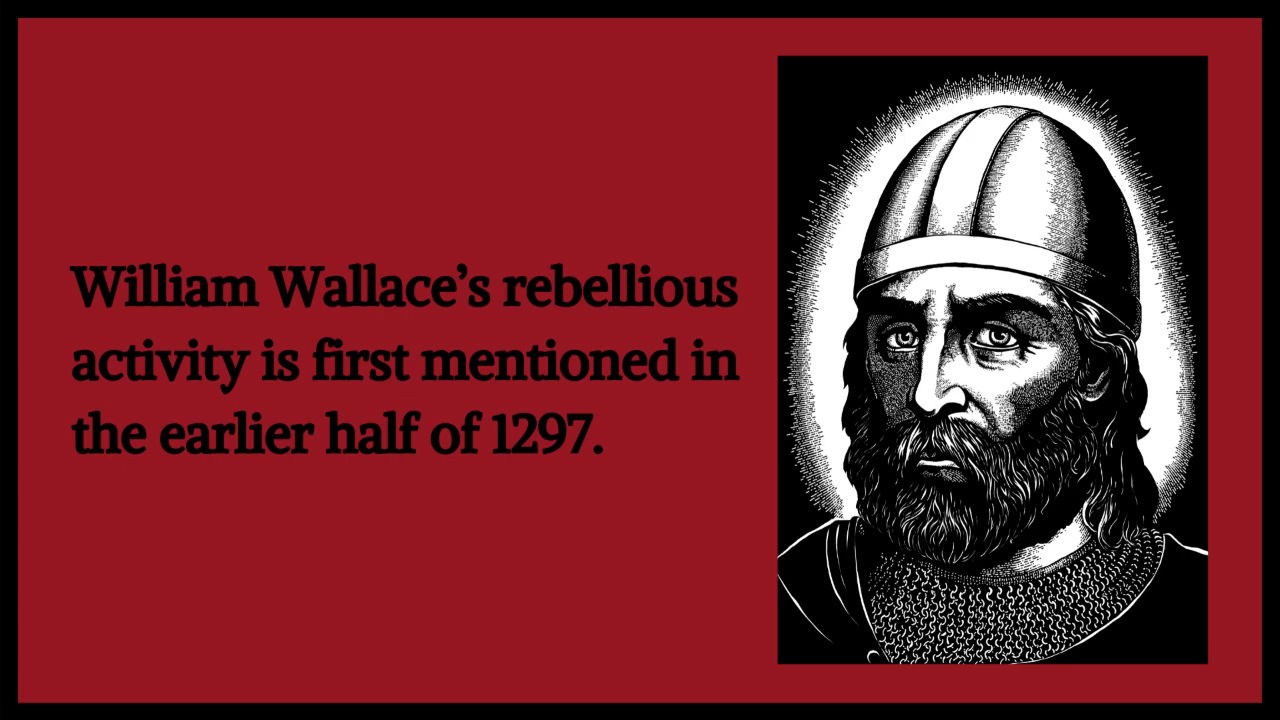 William Wallace’s rebellious
activity is first mentioned in
the earlier half of 1297.